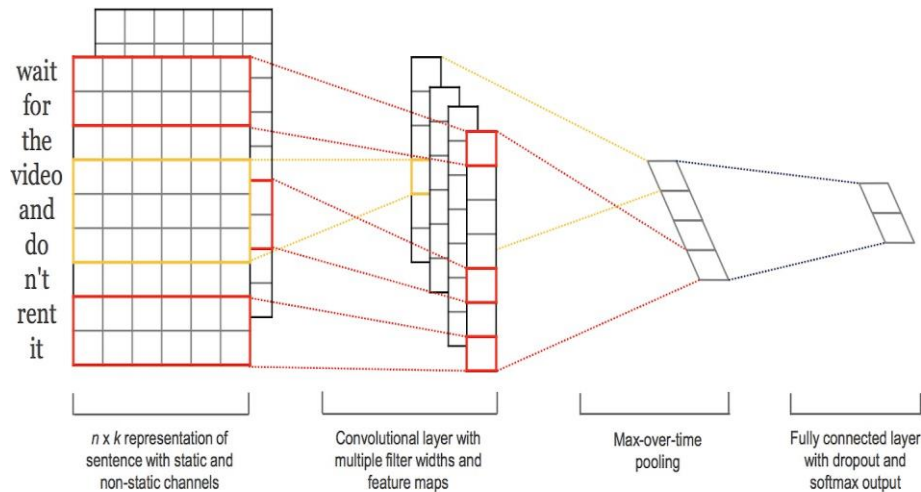 wait
for
the
video
and
do
n't
rent
it
n x k representation of
sentence with static and
non-static channels
Convolutional layer with
multiple filter widths and
feature maps
Max-over-time
pooling
Fully connected layer
with dropout and
softmax output